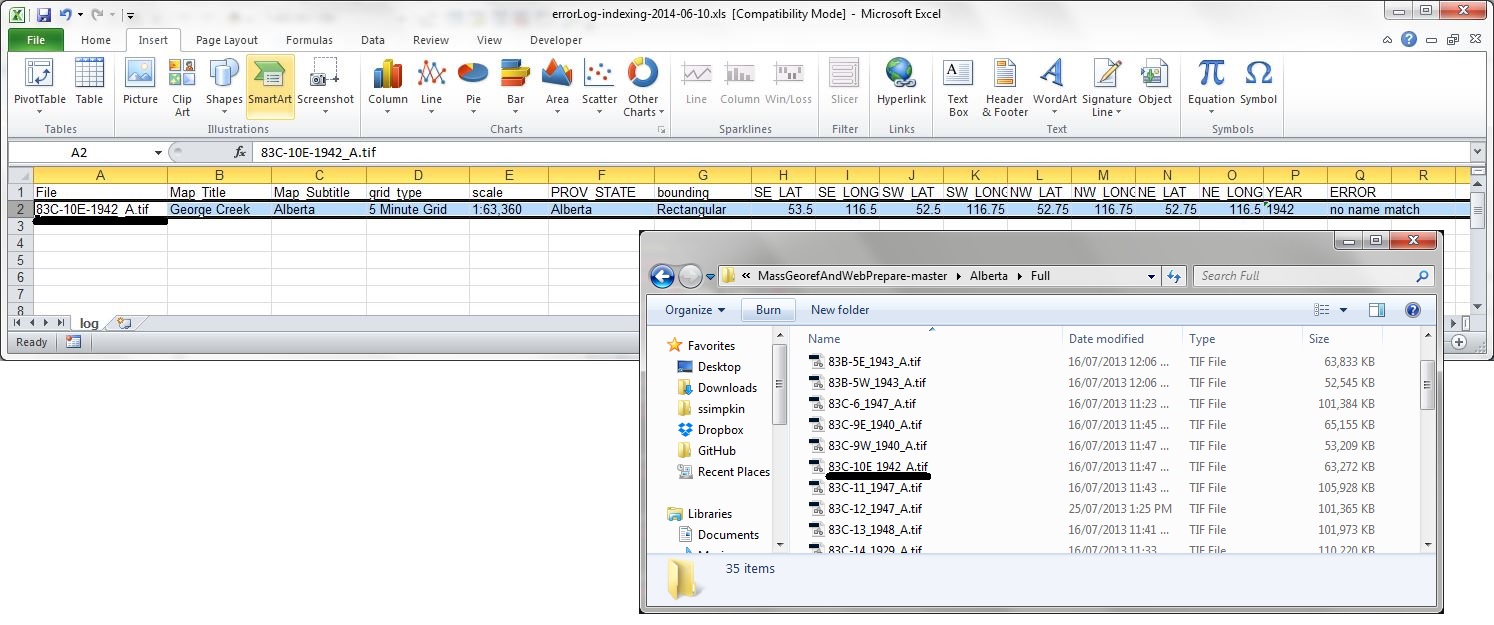 errorLog-indexing-2014-06-10.xls [Compatibility Mode] - Microsoft Excel
File Home Insert Page Layout Formulas Data Review View Developer
PivotTable Table Picture Clip Art Shapes SmartArt Screenshot Column Line Pie Bar Area Scatter Other Charts Line Column Win/Loss Slicer Hyperlink Text Box Header & Footer WordArt Signature Line Object Equation Symbol
Tables Illustrations Charts Sparklines Filter Links Text Symbols
A2 fx 83C-10E-1942_A.tif
A B C D E F G H I J K L M N O P Q R
1 File Map_Title Map_Subtitle grid_type scale PROV_STATE bounding SE_LAT SE_LONG SW_LAT SW_LONG NW_LAT NW_LONG NE_LAT NE_LONG YEAR ERROR
2 83C-10E-1942_A.tif George Creek Alberta 5 Minute Grid 1:63,360 Alberta Rectangular 53.5 116.5 52.5 116.75 52.75 116.75 52.75 116.5 1942 no name match
3
4
5
6
7
8
log
Ready
« MassGeorefAndWebPrepare-master Alberta Full Search Full
Organize Burn New folder
Favorites
Desktop
Downloads
ssimpkin
Dropbox
GitHub
Recent Places
Libraries
Documents
Name Date modified Type Size
83B-5E_1943_A.tif 16/07/2013 12:06 ... TIF File 63,833 KB
83B-5W_1943_A.tif 16/07/2013 12:06 ... TIF File 52,545 KB
83C-6_1947_A.tif 16/07/2013 11:23 ... TIF File 101,384 KB
83C-9E_1940_A.tif 16/07/2013 11:45 ... TIF File 65,155 KB
83C-9W_1940_A.tif 16/07/2013 11:47 ... TIF File 53,209 KB
83C-10E_1942_A.tif 16/07/2013 11:47 ... TIF File 63,272 KB
83C-11_1947_A.tif 16/07/2013 11:43 ... TIF File 105,928 KB
83C-12_1947_A.tif 25/07/2013 1:25 PM TIF File 101,365 KB
83C-13_1948_A.tif 16/07/2013 11:41 ... TIF File 101,973 KB
83C-14_1929_A.tif 16/07/2013 11:33 ... TIF File 110,220 KB
35 items